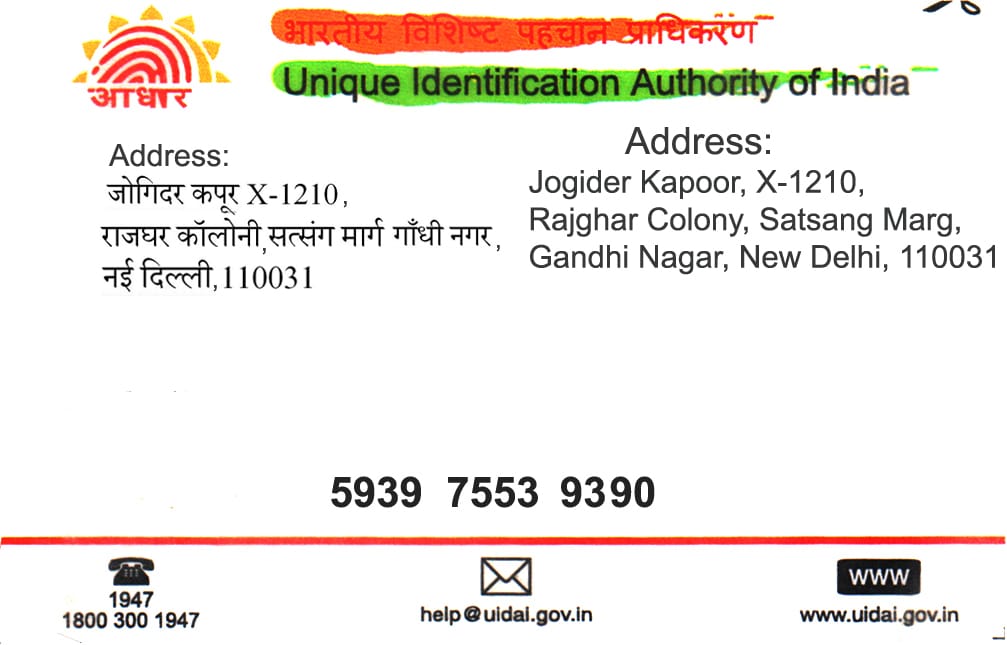 भारतीय विशिष्ट पहचान प्राधिकरण
Unique Identification Authority of India
आधार
Address:
जोगिदर कपूर X-1210,
राजघर कॉलोनी,सत्संग मार्ग गाँधी नगर,
नई दिल्ली,110031
Address:
Jogider Kapoor, X-1210,
Rajghar Colony, Satsang Marg,
Gandhi Nagar, New Delhi, 110031
5939 7553 9390
1947
1800 300 1947
help@uidai.gov.in
www
www.uidai.gov.in